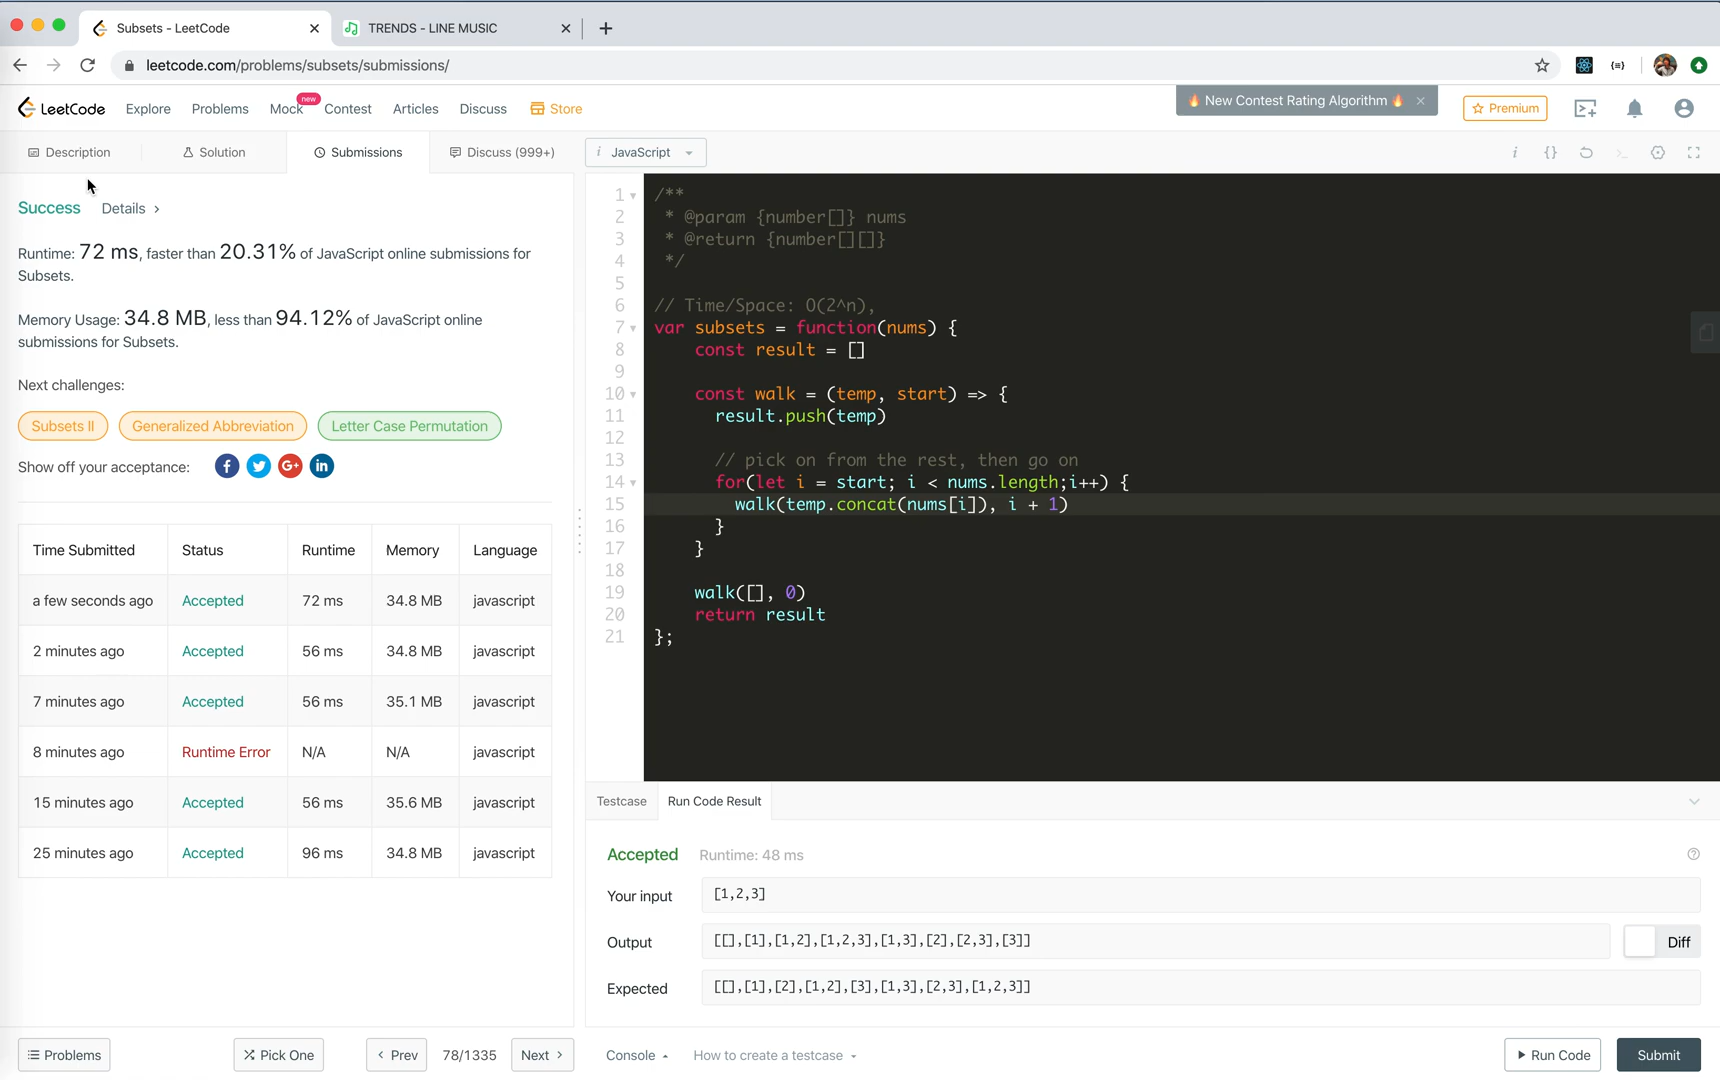 Subsets - LeetCode
TRENDS - LINE MUSIC
leetcode.com/problems/subsets/submissions/
LeetCode
Explore
Problems
Mock
new
Contest
Articles
Discuss
Store
🔥 New Contest Rating Algorithm 🔥 ×
Premium
Description
Solution
Submissions
Discuss (999+)
i JavaScript
Success
Details >
Runtime: 72 ms, faster than 20.31% of JavaScript online submissions for
Subsets.
Memory Usage: 34.8 MB, less than 94.12% of JavaScript online
submissions for Subsets.
Next challenges:
Subsets II
Generalized Abbreviation
Letter Case Permutation
Show off your acceptance:
Time Submitted Status Runtime Memory Language
a few seconds ago Accepted 72 ms 34.8 MB javascript
2 minutes ago Accepted 56 ms 34.8 MB javascript
7 minutes ago Accepted 56 ms 35.1 MB javascript
8 minutes ago Runtime Error N/A N/A javascript
15 minutes ago Accepted 56 ms 35.6 MB javascript
25 minutes ago Accepted 96 ms 34.8 MB javascript
1 /**
2  * @param {number[]} nums
3  * @return {number[][]}
4  */
5
6 // Time/Space: O(2^n),
7 var subsets = function(nums) {
8     const result = []
9
10     const walk = (temp, start) => {
11       result.push(temp)
12
13       // pick on from the rest, then go on
14       for(let i = start; i < nums.length;i++) {
15         walk(temp.concat(nums[i]), i + 1)
16       }
17     }
18
19     walk([], 0)
20     return result
21 };
Testcase
Run Code Result
Accepted Runtime: 48 ms
Your input [1,2,3]
Output [[],[1],[1,2],[1,2,3],[1,3],[2],[2,3],[3]]
Diff
Expected [[],[1],[2],[1,2],[3],[1,3],[2,3],[1,2,3]]
Problems
Pick One
< Prev
78/1335
Next >
Console
How to create a testcase
Run Code
Submit